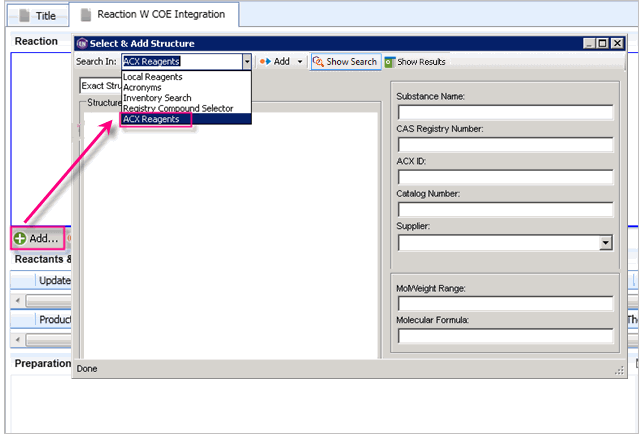 Title
Reaction W COE Integration
Reaction
Select & Add Structure
Search In: ACX Reagents Add Show Search Show Results
Local Reagents
Acronyms
Inventory Search
Registry Compound Selector
ACX Reagents
Exact Stru
Structure
Substance Name:
CAS Registry Number:
ACX ID:
Catalog Number:
Supplier:
MolWeight Range:
Molecular Formula:
Add...
Reactants &
Update
Product
Th
Preparation
Done